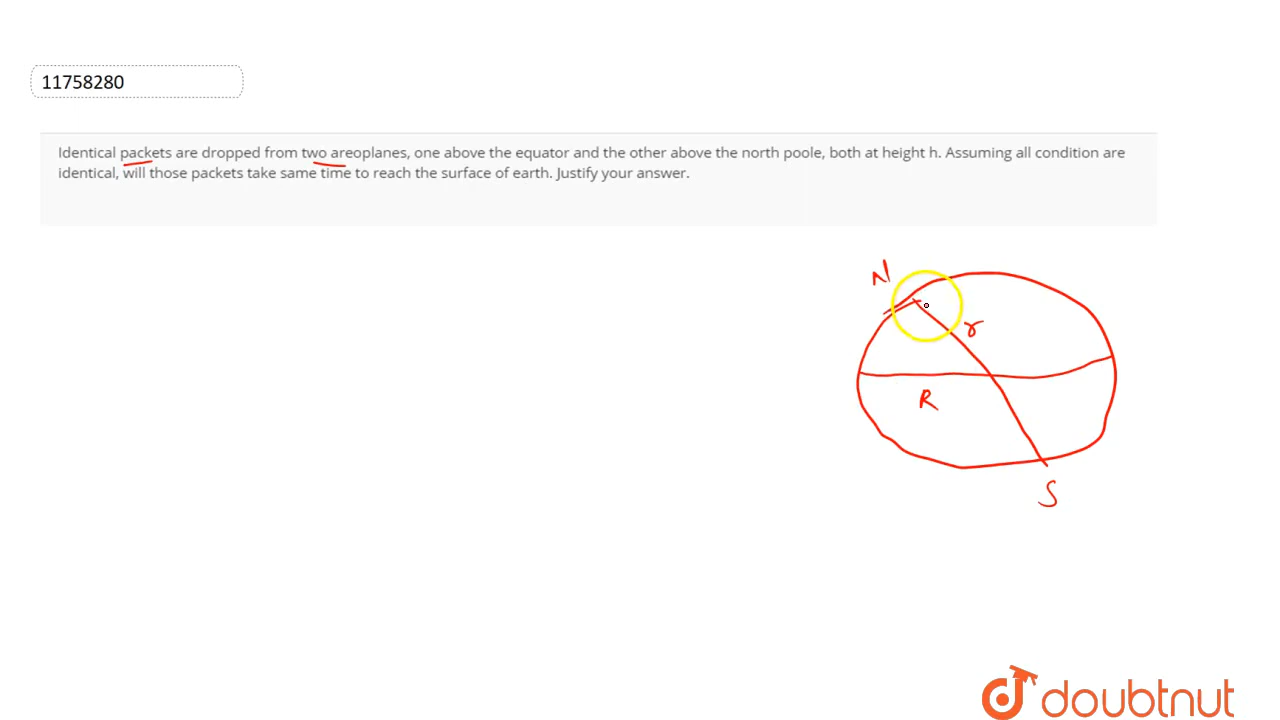 11758280
Identical packets are dropped from two areoplanes, one above the equator and the other above the north poole, both at height h. Assuming all condition are
identical, will those packets take same time to reach the surface of earth. Justify your answer.
N
r
R
S
doubtnut